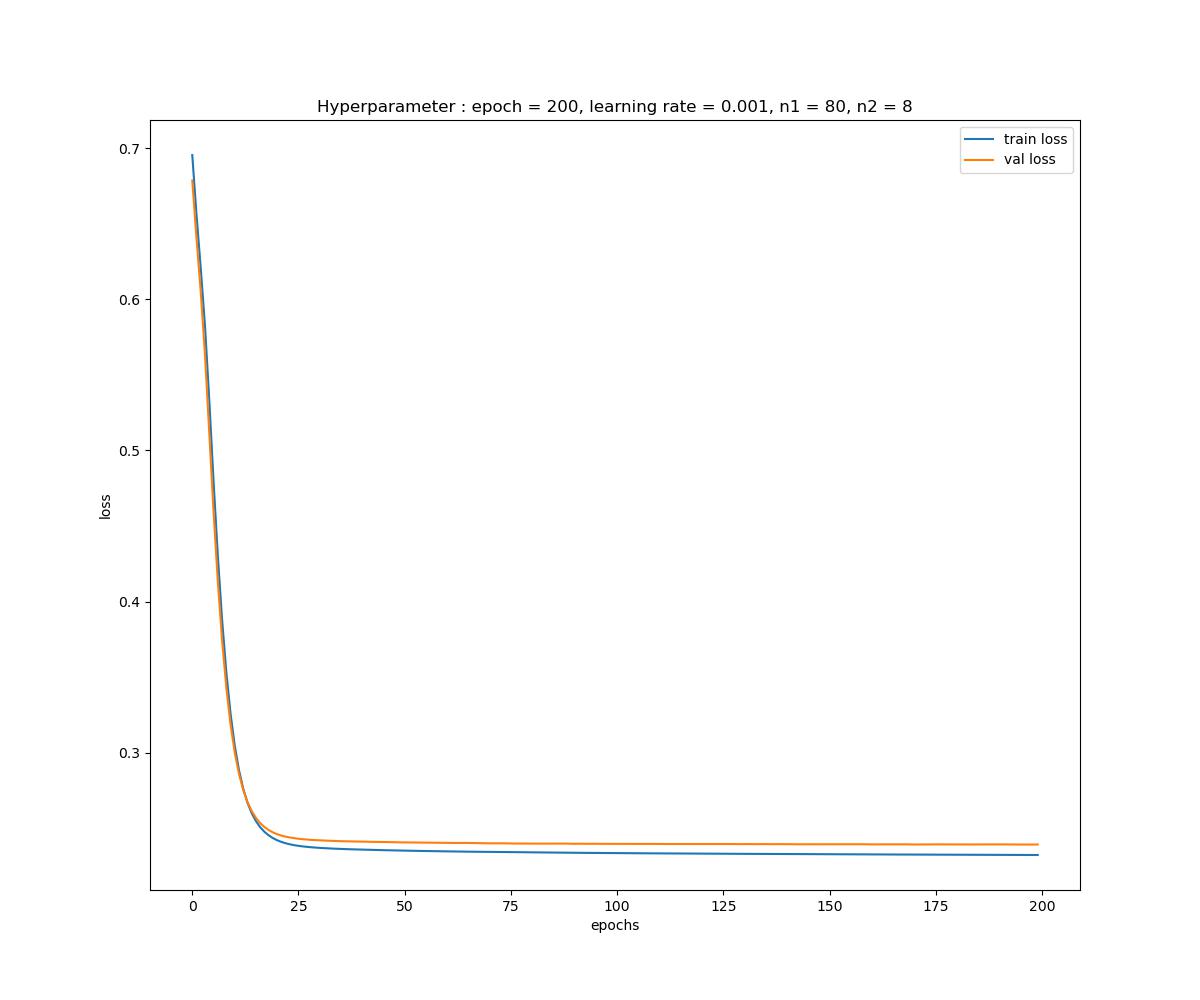 Hyperparameter : epoch = 200, learning rate = 0.001, n1 = 80, n2 = 8
train loss
val loss
0.7
0.6
0.5
0.4
0.3
loss
0 25 50 75 100 125 150 175 200
epochs